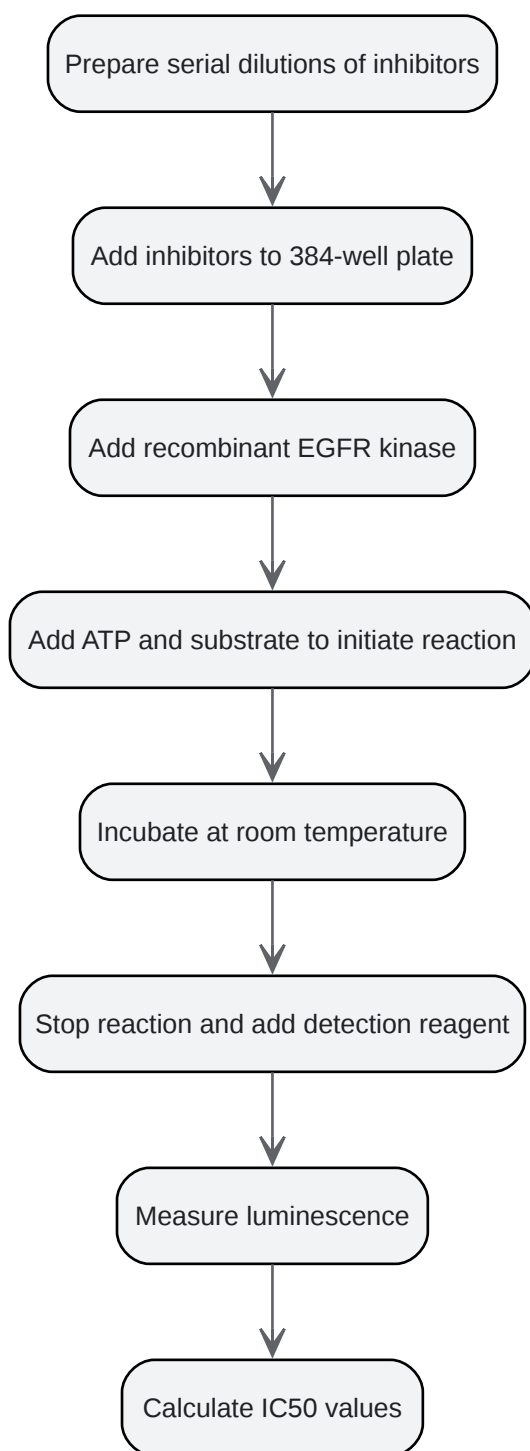 Prepare serial dilutions of inhibitors
Add inhibitors to 384-well plate
Add recombinant EGFR kinase
Add ATP and substrate to initiate reaction
Incubate at room temperature
Stop reaction and add detection reagent
Measure luminescence
Calculate IC50 values